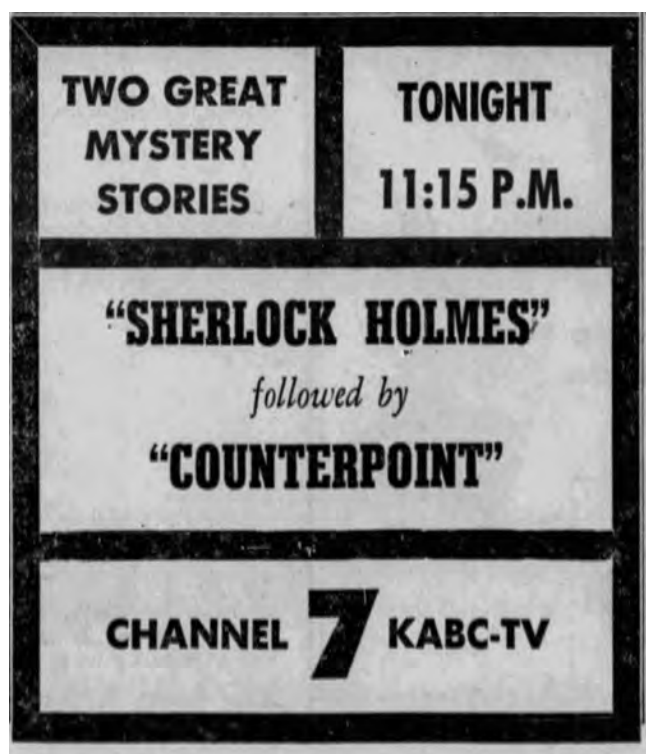 TWO GREAT
MYSTERY
STORIES
TONIGHT
11:15 P.M.
“SHERLOCK HOLMES”
followed by
“COUNTERPOINT”
CHANNEL 7 KABC-TV